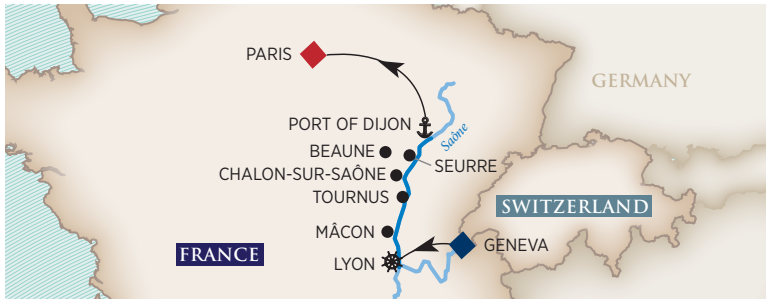 PARIS
GERMANY
PORT OF DIJON
Saône
BEAUNE
SEURRE
CHALON-SUR-SAÔNE
TOURNUS
SWITZERLAND
MÂCON
GENEVA
FRANCE
LYON